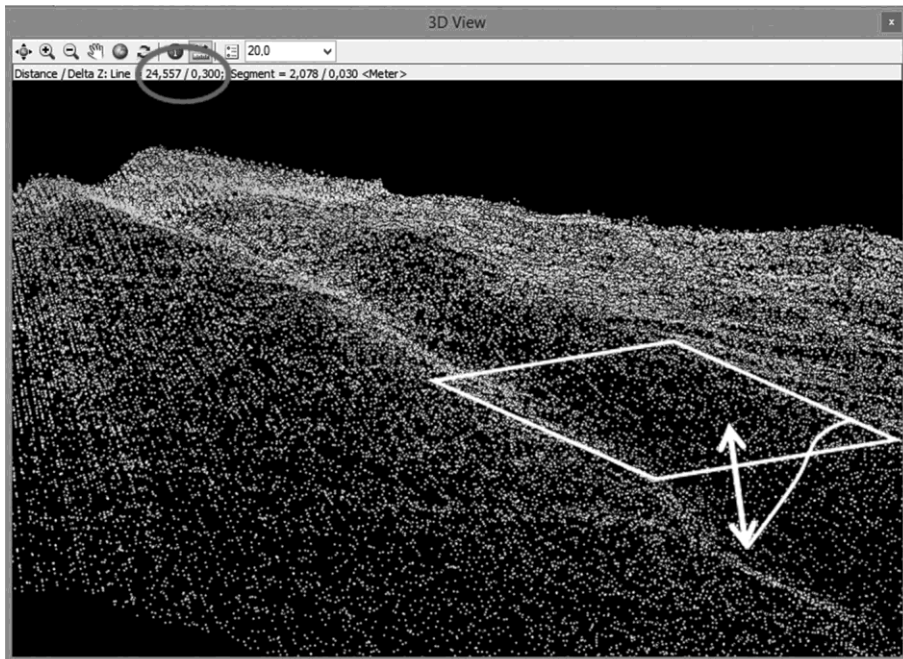 3D View
x
20.0
Distance / Delta Z: Line 24,557 / 0,300; Segment = 2,078 / 0,030 <Meter>